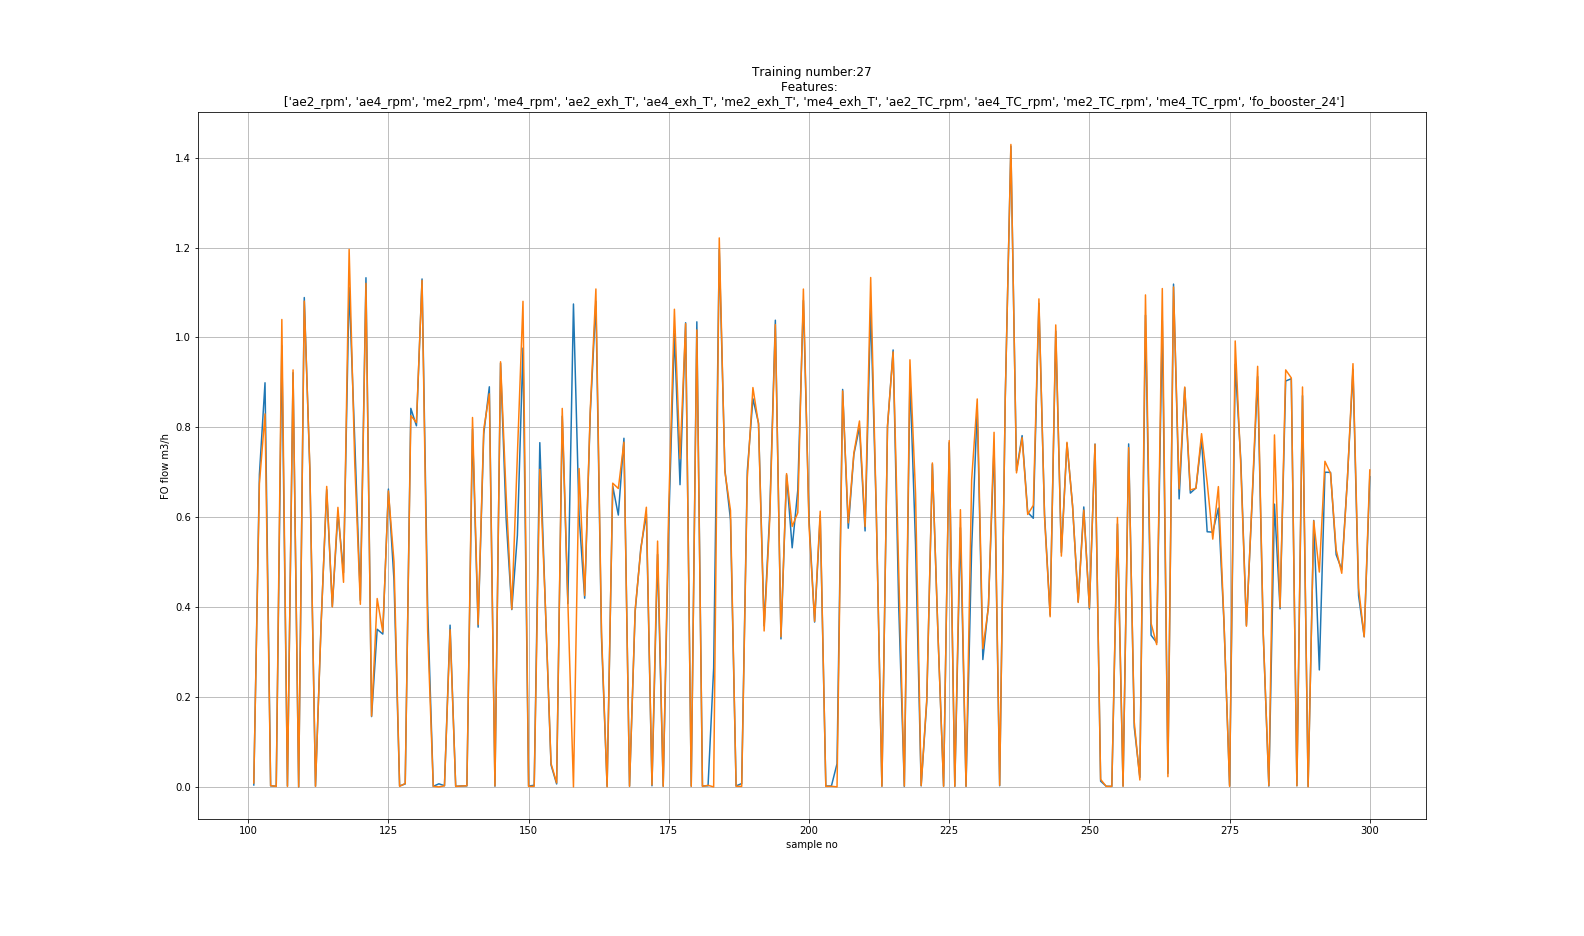 Training number:27
Features:
['ae2_rpm', 'ae4_rpm', 'me2_rpm', 'me4_rpm', 'ae2_exh_T', 'ae4_exh_T', 'me2_exh_T', 'me4_exh_T', 'ae2_TC_rpm', 'ae4_TC_rpm', 'me2_TC_rpm', 'me4_TC_rpm', 'fo_booster_24']
1.4
1.2
1.0
0.8
0.6
0.4
0.2
0.0
FO flow m3/h
100 125 150 175 200 225 250 275 300
sample no